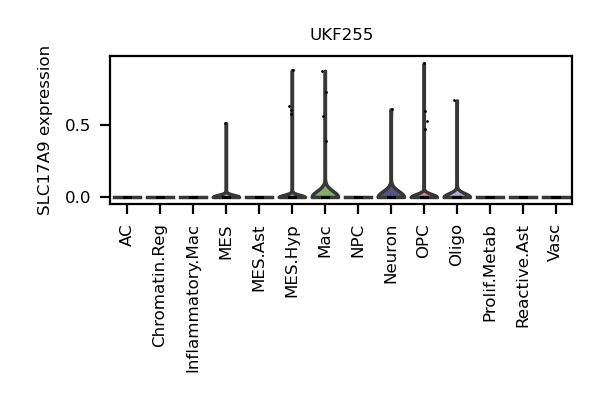 UKF255
SLC17A9 expression
0.5
0.0
AC
Chromatin.Reg
Inflammatory.Mac
MES
MES.Ast
MES.Hyp
Mac
NPC
Neuron
OPC
Oligo
Prolif.Metab
Reactive.Ast
Vasc